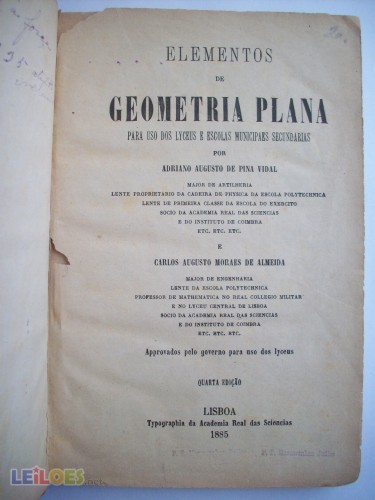 ELEMENTOS
DE
GEOMETRIA PLANA
PARA USO DOS LYCEUS E ESCOLAS MUNICIPAES SECUNDARIAS
POR
ADRIANO AUGUSTO DE PINA VIDAL
MAJOR DE ARTILHERIA
LENTE PROPRIETARIO DA CADEIRA DE PHYSICA DA ESCOLA POLYTECHNICA
LENTE DE PRIMEIRA CLASSE DA ESCOLA DO EXERCITO
SOCIO DA ACADEMIA REAL DAS SCIENCIAS
E DO INSTITUTO DE COIMBRA
ETC. ETC. ETC.
E
CARLOS AUGUSTO MORAES DE ALMEIDA
MAJOR DE ENGENHARIA
LENTE DA ESCOLA POLYTECHNICA
PROFESSOR DE MATHEMATICA NO REAL COLLEGIO MILITAR
E NO LYCEU CENTRAL DE LISBOA
SOCIO DA ACADEMIA REAL DAS SCIENCIAS
E DO INSTITUTO DE COIMBRA
ETC. ETC. ETC.
Approvados pelo governo para uso dos lyceus
QUARTA EDIÇÃO
LISBOA
Typographia da Academia Real das Sciencias
1885
LEILOES